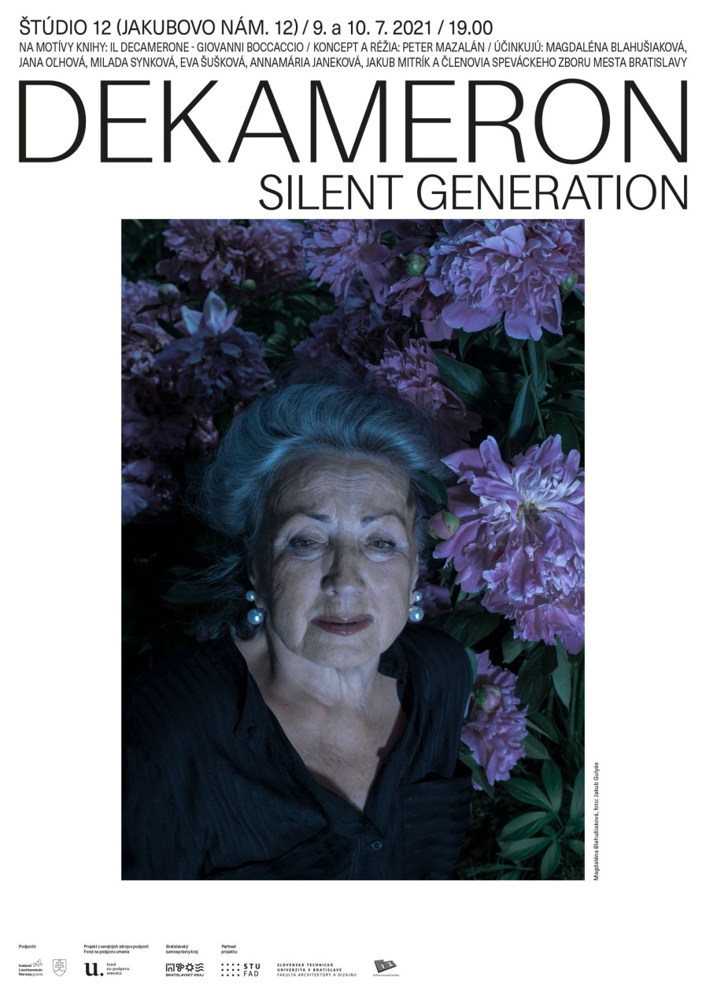 ŠTÚDIO 12 (JAKUBOVO NÁM. 12) / 9. a 10. 7. 2021 / 19.00
NA MOTÍVY KNIHY: IL DECAMERONE - GIOVANNI BOCCACCIO / KONCEPT A RÉŽIA: PETER MAZALÁN / ÚČINKUJÚ: MAGDALÉNA BLAHUŠIAKOVÁ,
JANA OĽHOVÁ, MILADA SYNKOVÁ, EVA ŠUŠKOVÁ, ANNAMÁRIA JANEKOVÁ, JAKUB MITRÍK A ČLENOVIA SPEVÁCKEHO ZBORU MESTA BRATISLAVY
DEKAMERON
SILENT GENERATION
Magdaléna Blahušiaková, foto: Jakub Gulyás
Podporili:
Iceland
Liechtenstein
Norway grants
Projekt z verejných zdrojov podporil
Fond na podporu umenia
u.
fond
na podporu
umenia
Bratislavský
samosprávny kraj
BRATISLAVSKÝ KRAJ
Partneri
projektu:
STU
FAD
SLOVENSKÁ TECHNICKÁ
UNIVERZITA V BRATISLAVE
FAKULTA ARCHITEKTÚRY A DIZAJNU
12